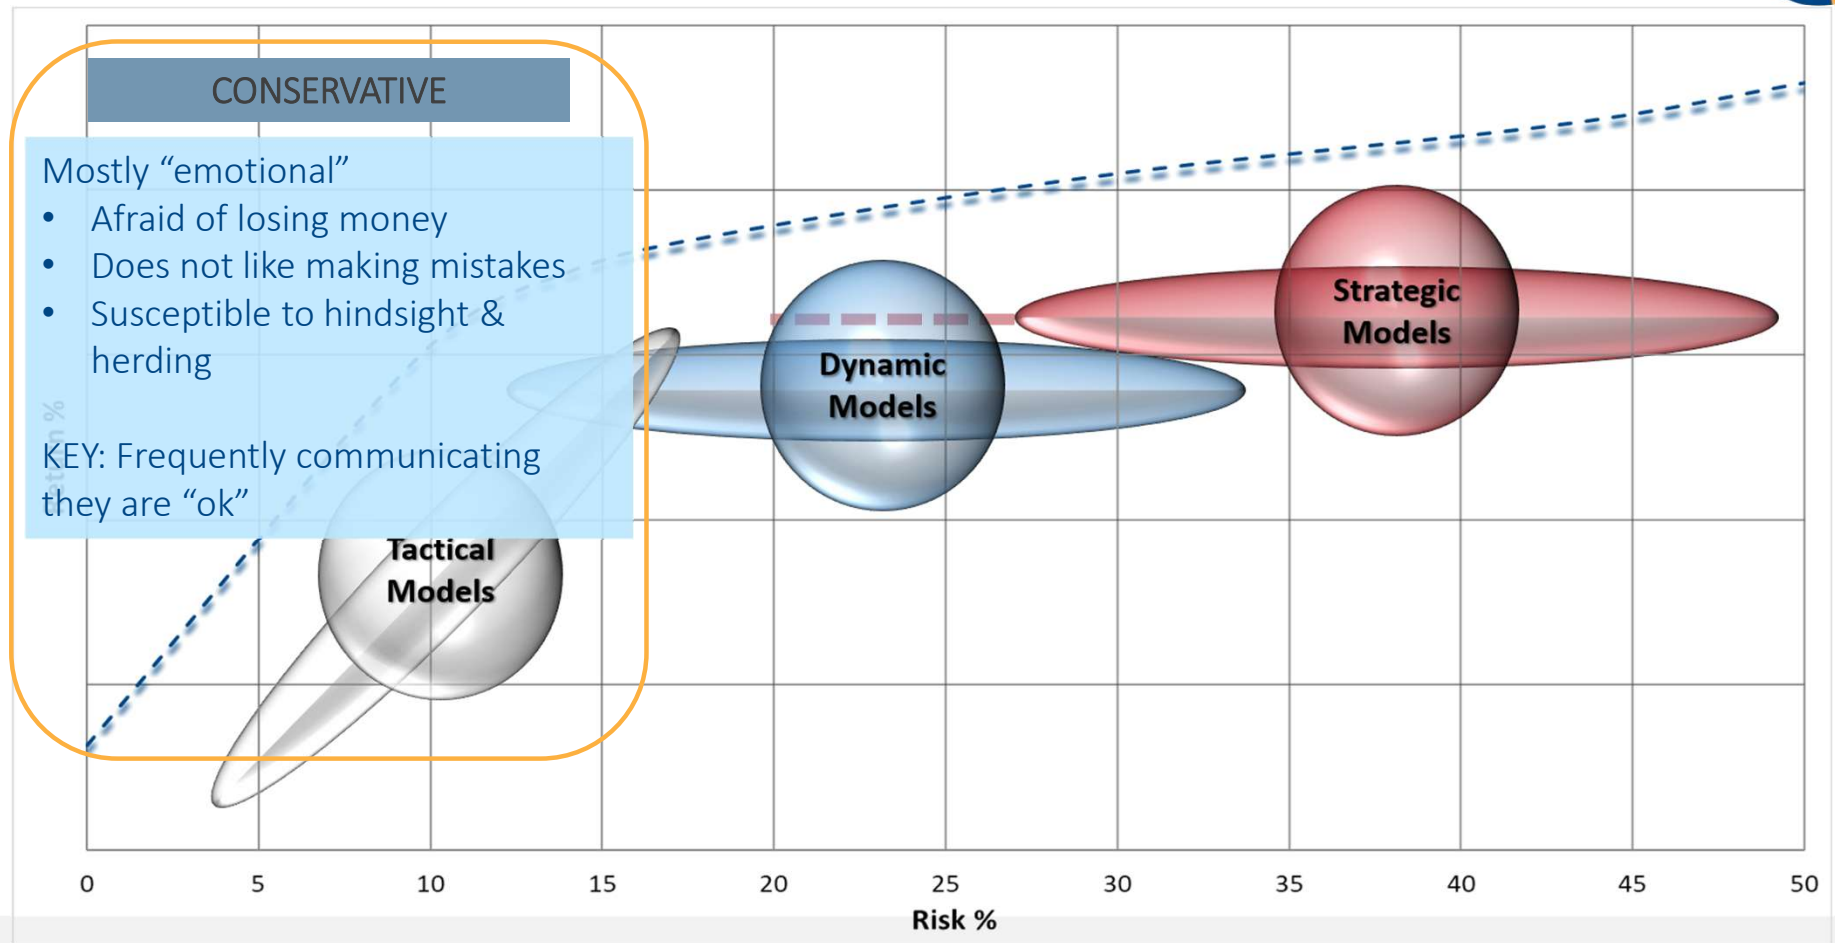 CONSERVATIVE
Mostly “emotional”
• Afraid of losing money
• Does not like making mistakes
• Susceptible to hindsight &
herding
KEY: Frequently communicating
they are “ok”
Strategic
Models
Dynamic
Models
Tactical
Models
Return %
0 5 10 15 20 25 30 35 40 45 50
Risk %